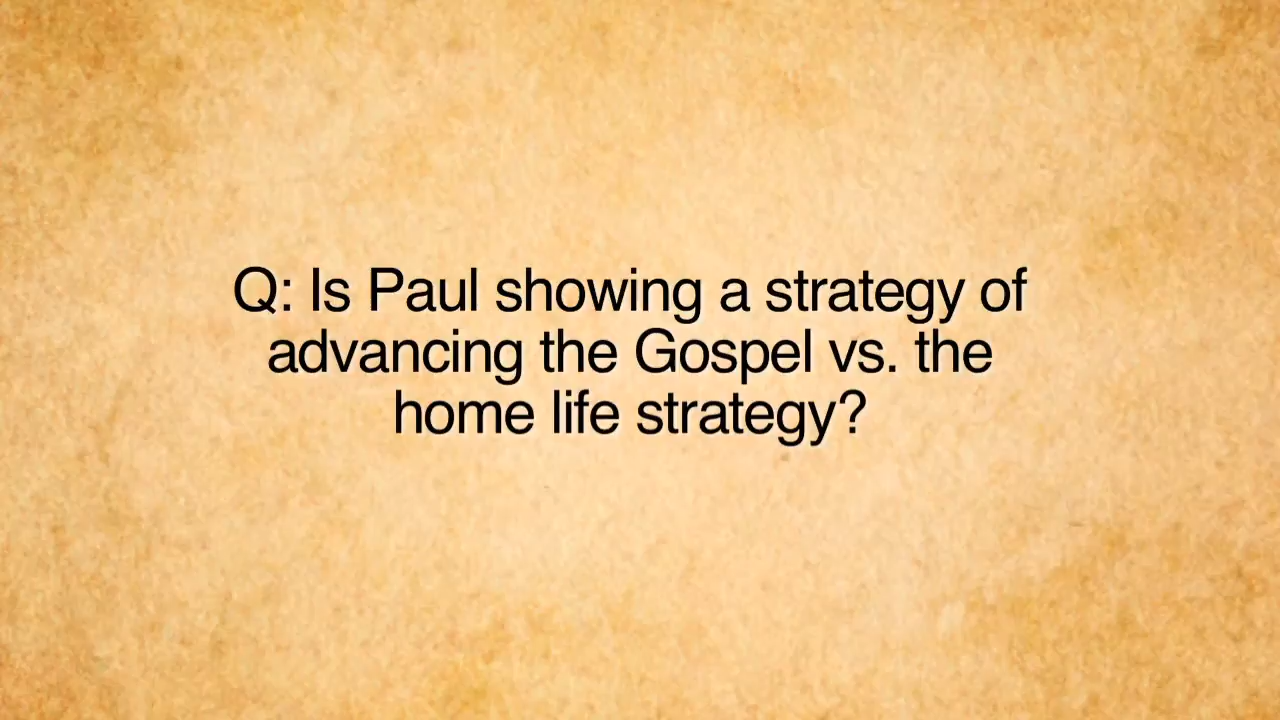 Q: Is Paul showing a strategy of
advancing the Gospel vs. the
home life strategy?